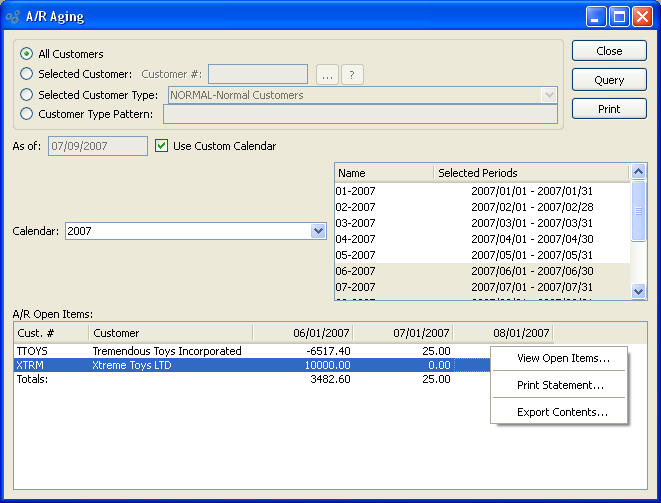 A/R Aging
All Customers
Close
Selected Customer: Customer #: ... ?
Query
Selected Customer Type: NORMAL-Normal Customers
Customer Type Pattern:
Print
As of: 07/09/2007 Use Custom Calendar
Name Selected Periods
01-2007 2007/01/01 - 2007/01/31
02-2007 2007/02/01 - 2007/02/28
03-2007 2007/03/01 - 2007/03/31
04-2007 2007/04/01 - 2007/04/30
05-2007 2007/05/01 - 2007/05/31
06-2007 2007/06/01 - 2007/06/30
07-2007 2007/07/01 - 2007/07/31
Calendar: 2007
A/R Open Items:
Cust. # Customer 06/01/2007 07/01/2007 08/01/2007
TTOYS Tremendous Toys Incorporated -6517.40 25.00
XTRM Xtreme Toys LTD 10000.00 0.00
Totals: 3482.60 25.00
View Open Items...
Print Statement...
Export Contents...